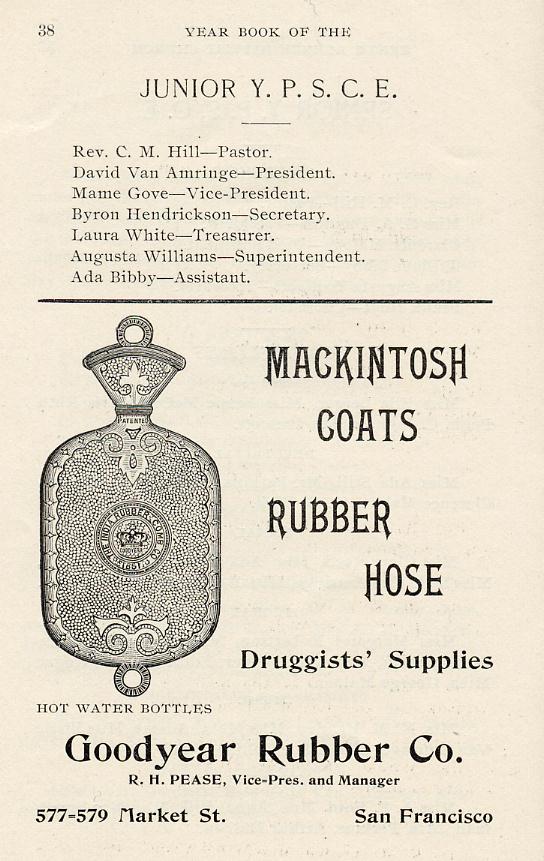 38 YEAR BOOK OF THE
JUNIOR Y. P. S. C. E.
Rev. C. M. Hill—Pastor.
David Van Amringe—President.
Mame Gove—Vice-President.
Byron Hendrickson—Secretary.
Laura White—Treasurer.
Augusta Williams—Superintendent.
Ada Bibby—Assistant.
PATENTED
MACKINTOSH
COATS
RUBBER
HOSE
Druggists' Supplies
HOT WATER BOTTLES
Goodyear Rubber Co.
R. H. PEASE, Vice-Pres. and Manager
577=579 Market St. San Francisco